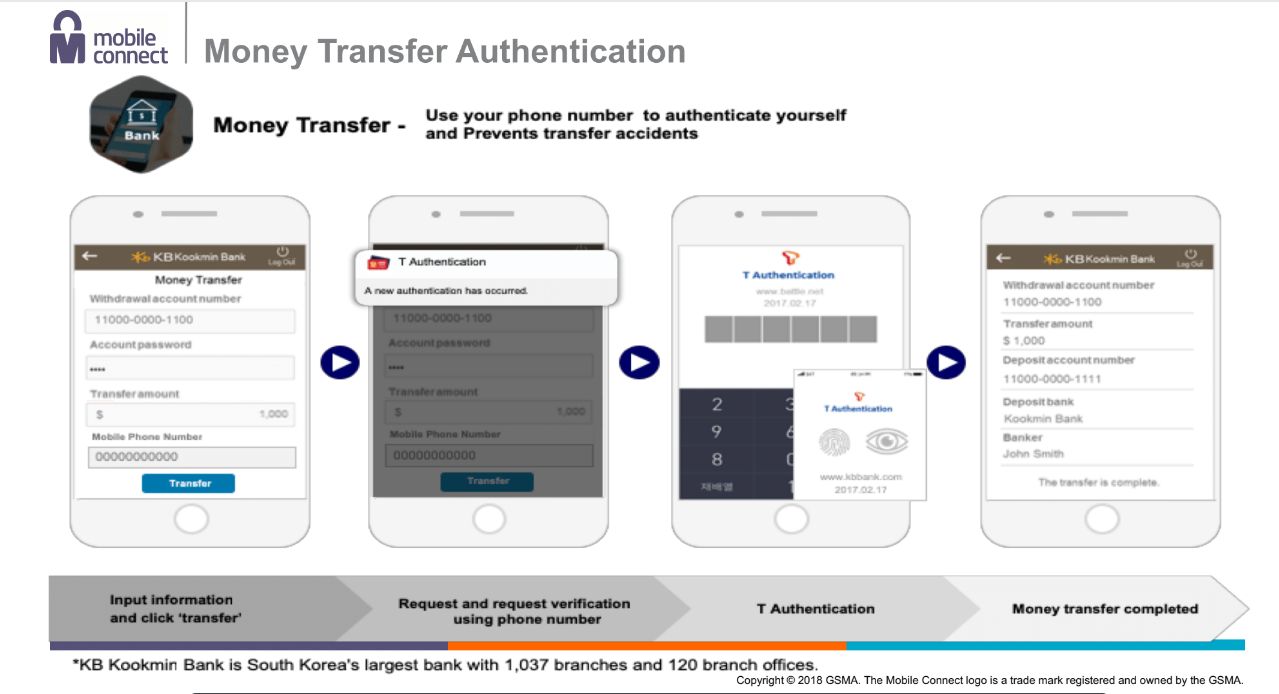 mobile
connect
Money Transfer Authentication
Bank
Money Transfer -
Use your phone number to authenticate yourself
and Prevents transfer accidents
KB Kookmin Bank
Log Out
Money Transfer
Withdrawal account number
11000-0000-1100
Account password
••••
Transfer amount
$ 1,000
Mobile Phone Number
00000000000
Transfer
T Authentication
A new authentication has occurred.
11000-0000-1100
Account password
••••
Transfer amount
$ 1,000
Mobile Phone Number
00000000000
Transfer
T Authentication
www.battle.net
2017.02.17
2 3
9 6
8 0
재배열 1
T Authentication
www.kbbank.com
2017.02.17
KB Kookmin Bank
Log Out
Withdrawal account number
11000-0000-1100
Transfer amount
$ 1,000
Deposit account number
11000-0000-1111
Deposit bank
Kookmin Bank
Banker
John Smith
The transfer is complete.
Input information
and click ‘transfer’
Request and request verification
using phone number
T Authentication
Money transfer completed
*KB Kookmin Bank is South Korea's largest bank with 1,037 branches and 120 branch offices.
Copyright © 2018 GSMA. The Mobile Connect logo is a trade mark registered and owned by the GSMA.